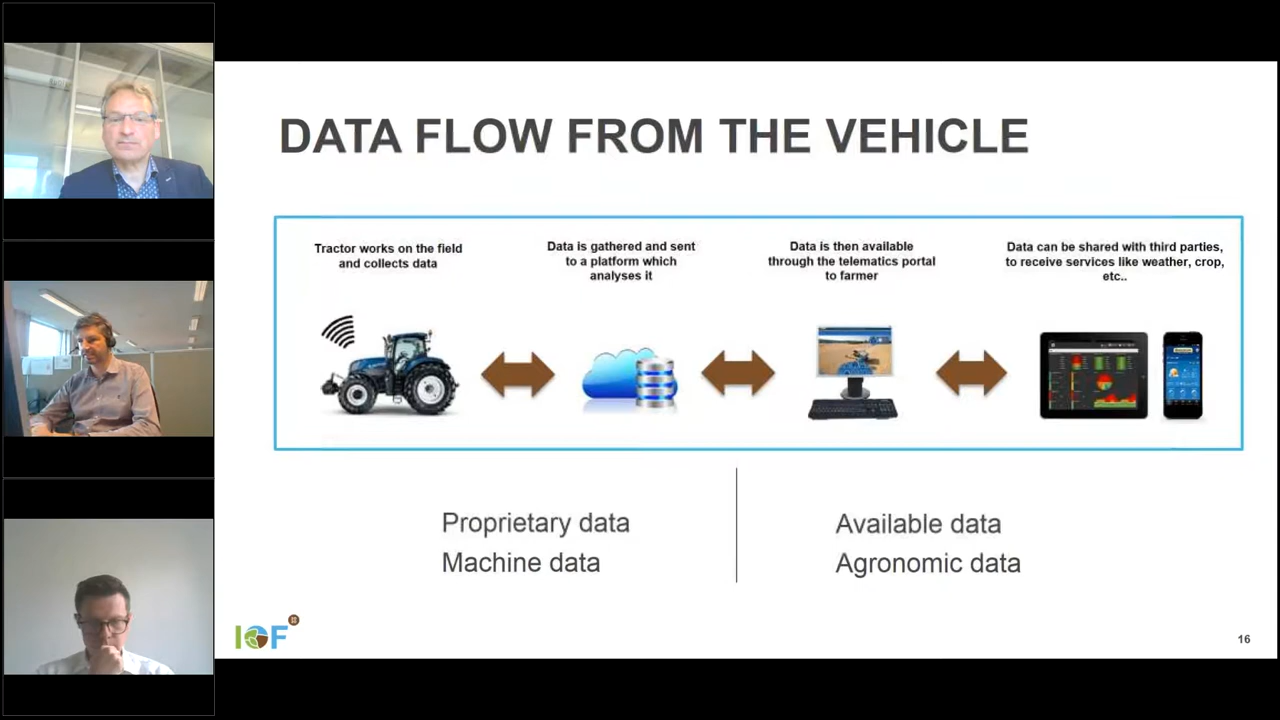 DATA FLOW FROM THE VEHICLE
Tractor works on the field
and collects data
Data is gathered and sent
to a platform which
analyses it
Data is then available
through the telematics portal
to farmer
Data can be shared with third parties,
to receive services like weather, crop,
etc..
Proprietary data
Machine data
Available data
Agronomic data
IOF
16